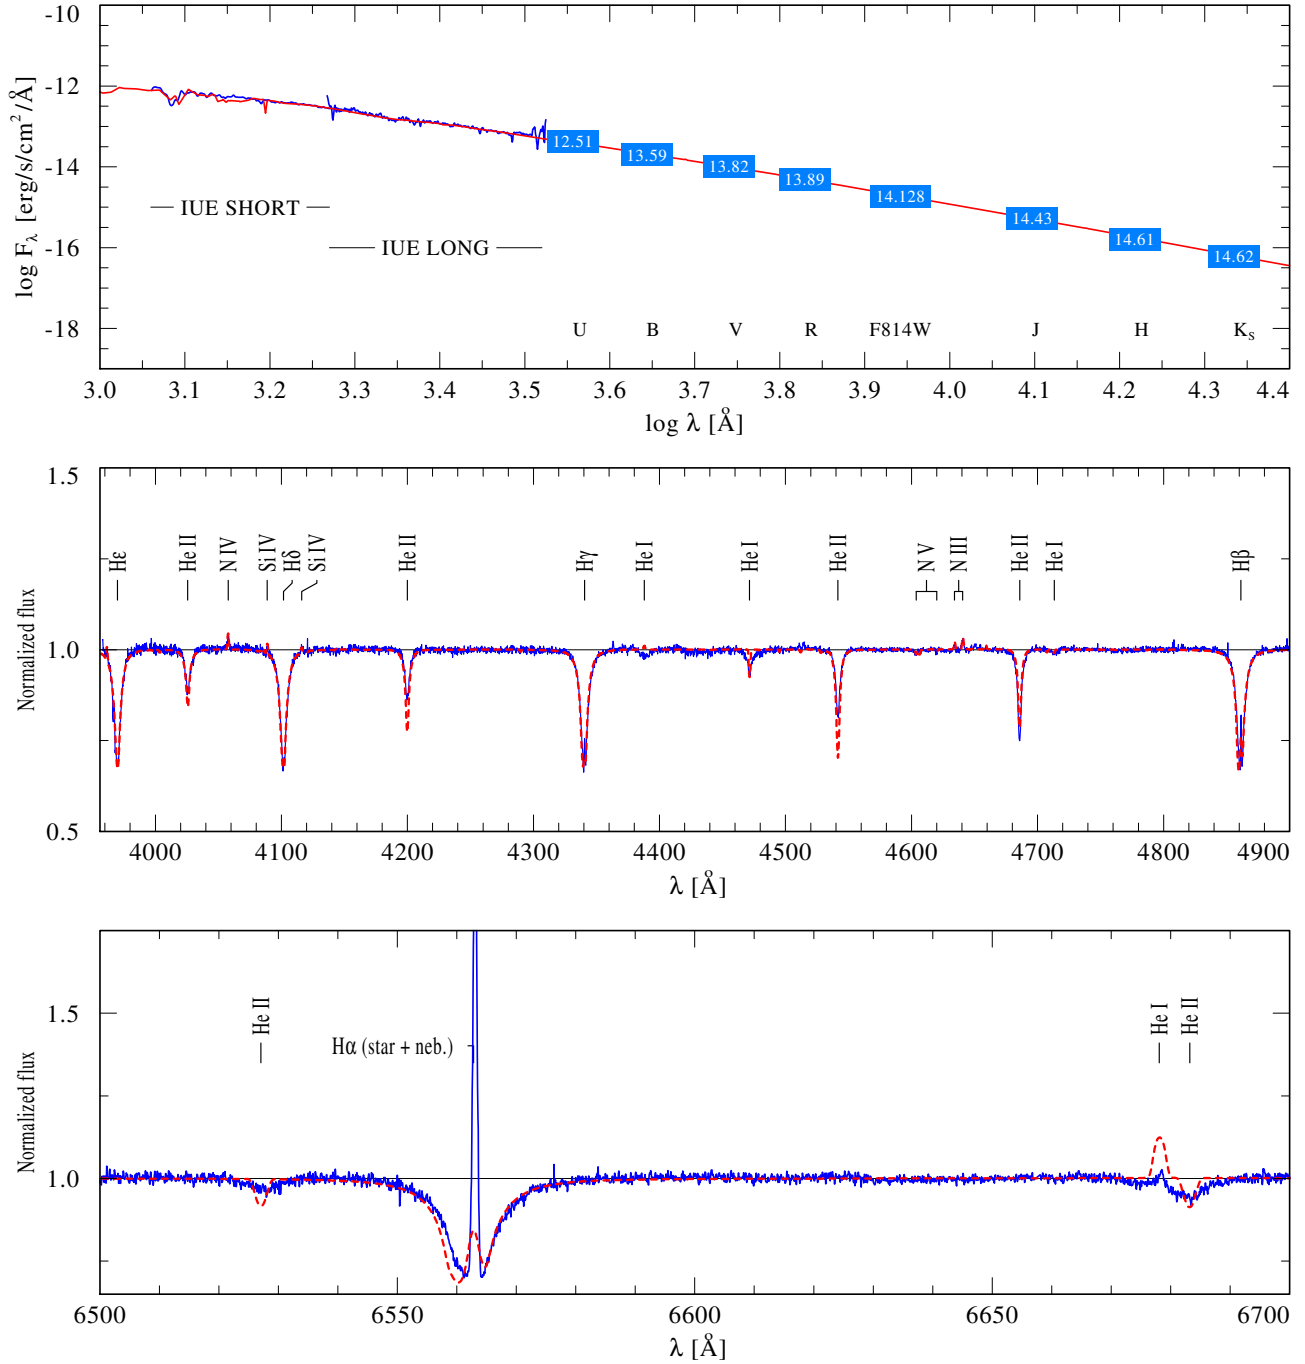 -10
-12
-14
-16
-18
log Fλ [erg/s/cm²/Å]
12.51
13.59
13.82
13.89
14.128
14.43
14.61
14.62
IUE SHORT
IUE LONG
U B V R F814W J H Ks
3.0 3.1 3.2 3.3 3.4 3.5 3.6 3.7 3.8 3.9 4.0 4.1 4.2 4.3 4.4
log λ [Å]
1.5
1.0
0.5
Normalized flux
Hε
He II
N IV
Si IV
Hδ
Si IV
He II
Hγ
He I
He I
He II
N V
N III
He II
He I
Hβ
4000 4100 4200 4300 4400 4500 4600 4700 4800 4900
λ [Å]
1.5
1.0
Normalized flux
He II
Hα (star + neb.)
He I
He II
6500 6550 6600 6650 6700
λ [Å]